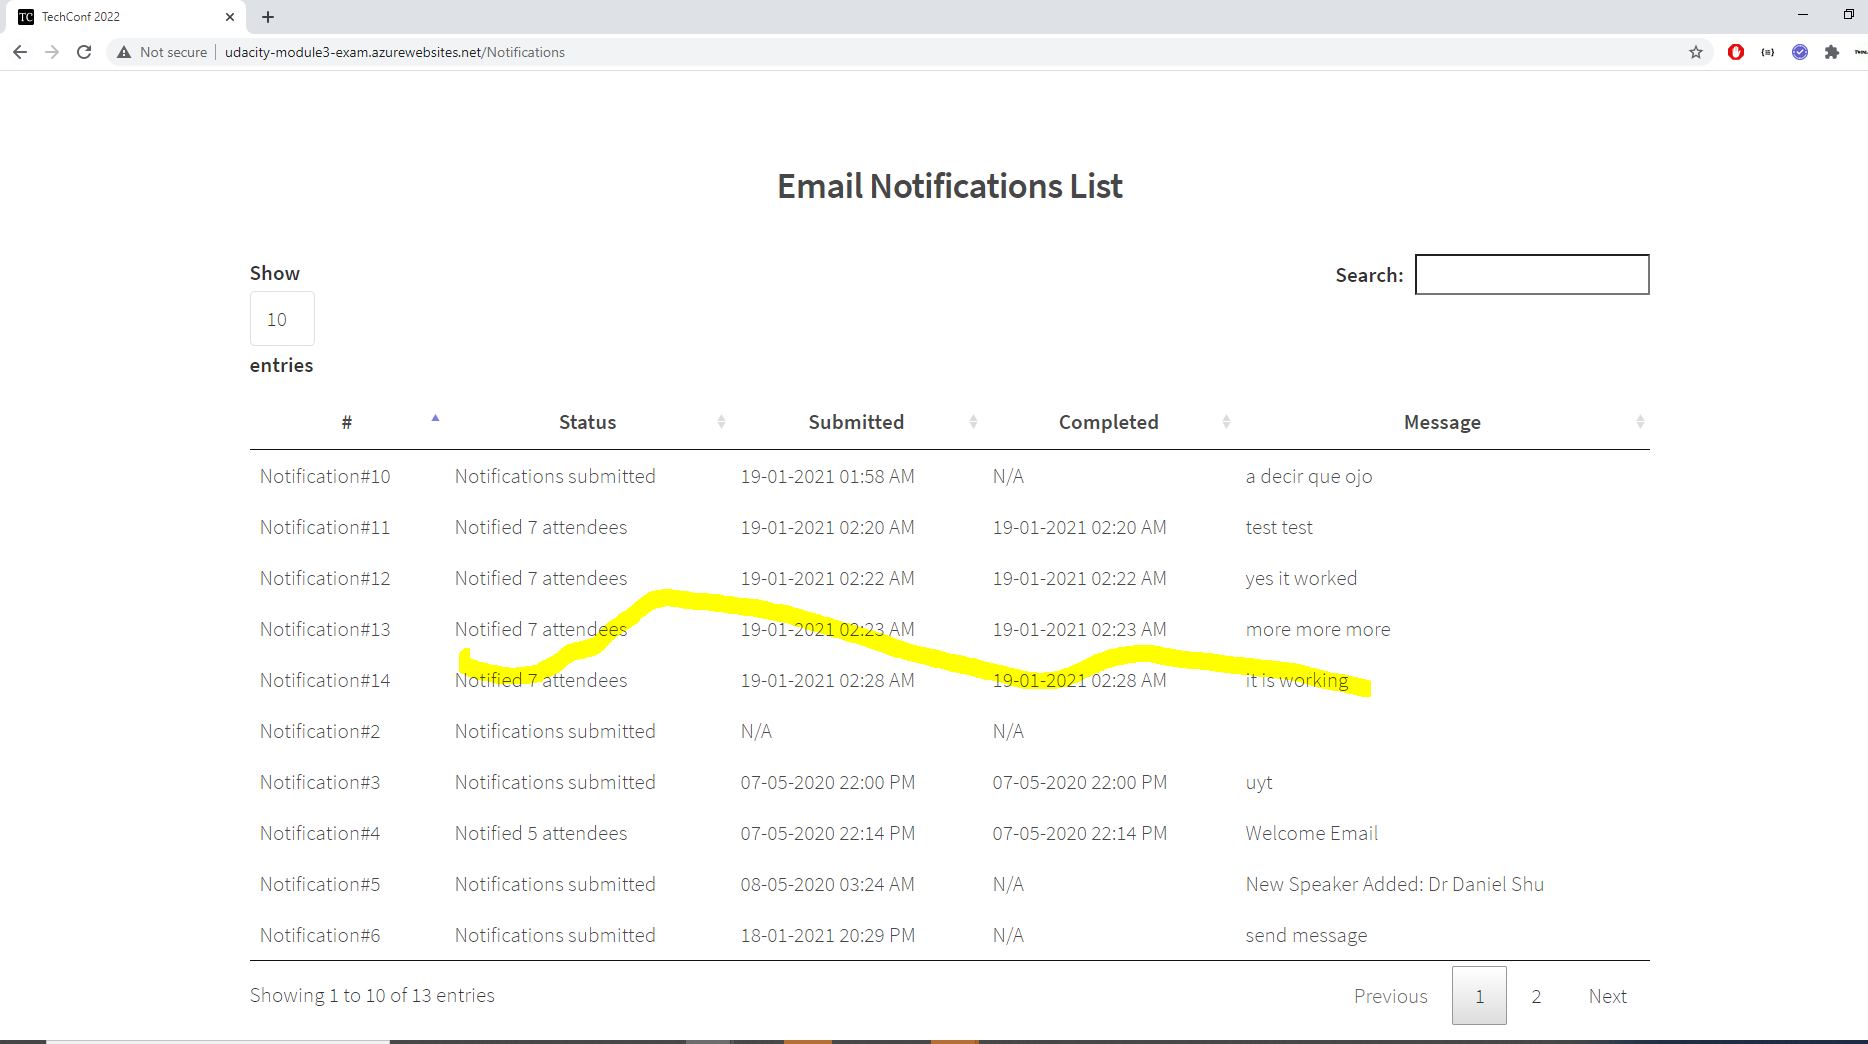 TechConf 2022
Not secure udacity-module3-exam.azurewebsites.net/Notifications
Email Notifications List
Show
10
entries
Search:
# Status Submitted Completed Message
Notification#10 Notifications submitted 19-01-2021 01:58 AM N/A a decir que ojo
Notification#11 Notified 7 attendees 19-01-2021 02:20 AM 19-01-2021 02:20 AM test test
Notification#12 Notified 7 attendees 19-01-2021 02:22 AM 19-01-2021 02:22 AM yes it worked
Notification#13 Notified 7 attendees 19-01-2021 02:23 AM 19-01-2021 02:23 AM more more more
Notification#14 Notified 7 attendees 19-01-2021 02:28 AM 19-01-2021 02:28 AM it is working
Notification#2 Notifications submitted N/A N/A
Notification#3 Notifications submitted 07-05-2020 22:00 PM 07-05-2020 22:00 PM uyt
Notification#4 Notified 5 attendees 07-05-2020 22:14 PM 07-05-2020 22:14 PM Welcome Email
Notification#5 Notifications submitted 08-05-2020 03:24 AM N/A New Speaker Added: Dr Daniel Shu
Notification#6 Notifications submitted 18-01-2021 20:29 PM N/A send message
Showing 1 to 10 of 13 entries
Previous 1 2 Next